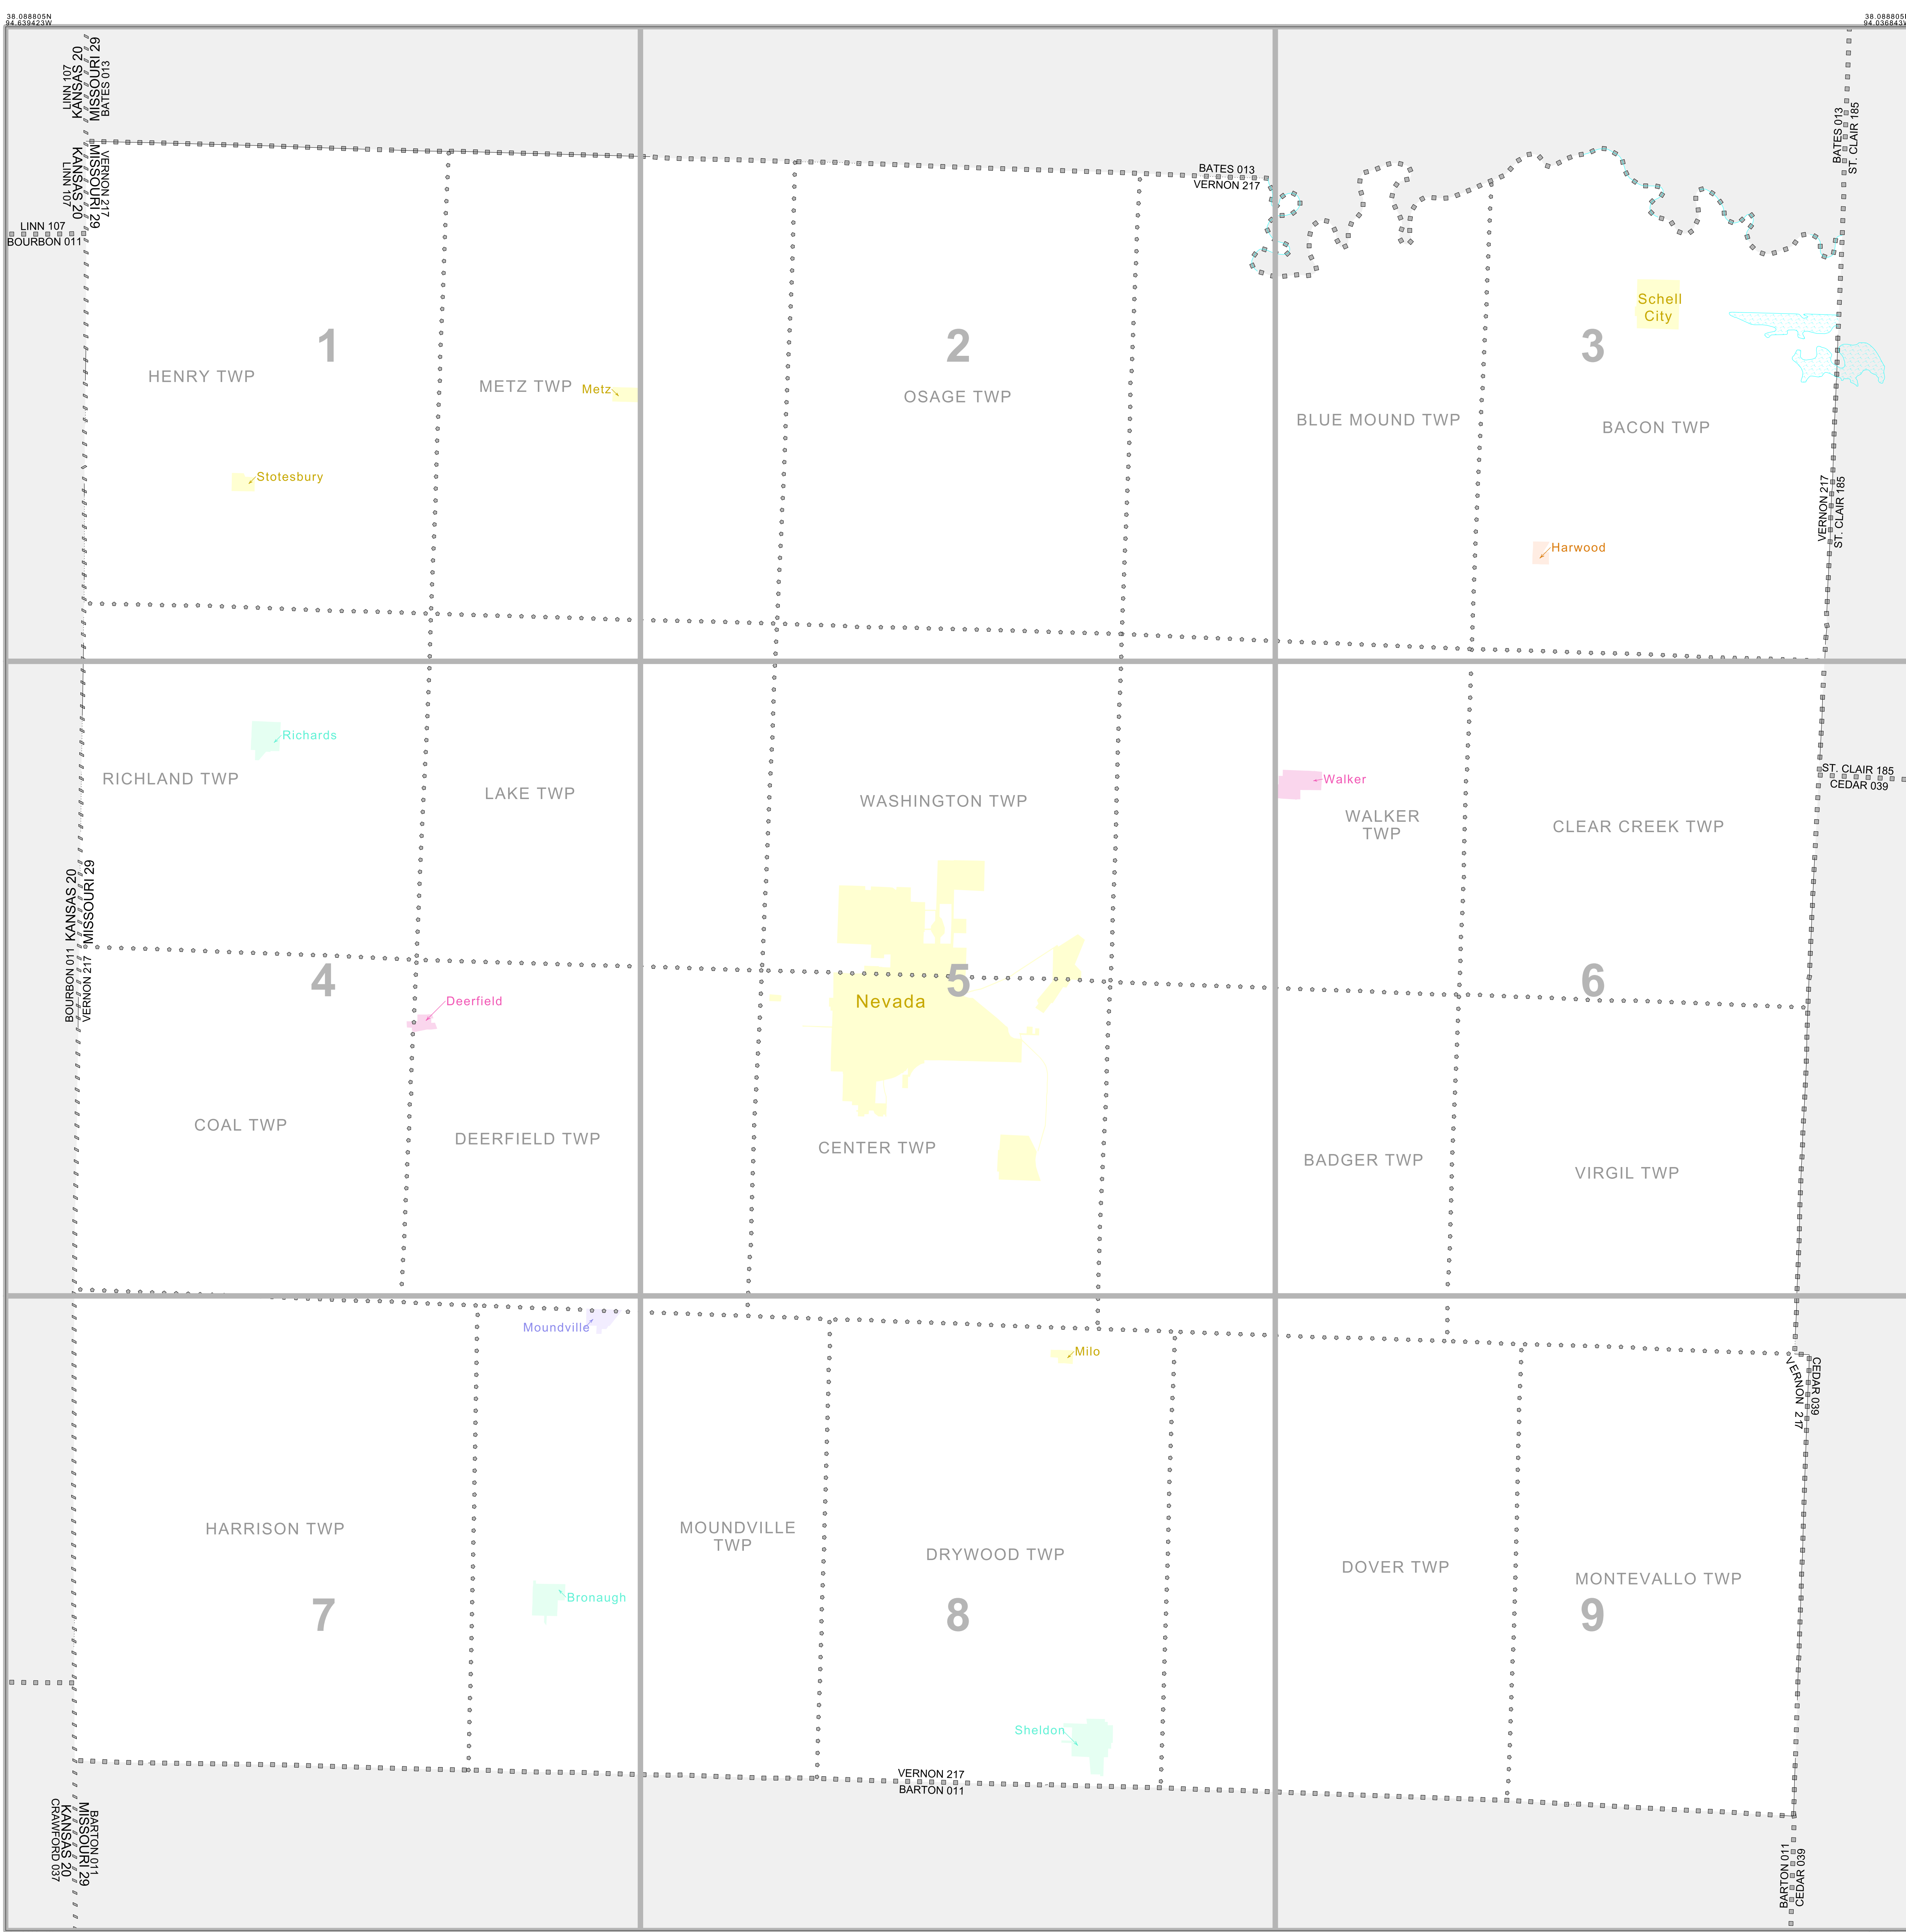 38.088805N
94.639423W
38.088805N
94.036843W
LINN 107
KANSAS 20
MISSOURI 29
BATES 013
BATES 013
ST. CLAIR 185
LINN 107
KANSAS 20
MISSOURI 29
VERNON 217
BATES 013
VERNON 217
LINN 107
BOURBON 011
Schell
City
1
2
3
HENRY TWP
METZ TWP
Metz
OSAGE TWP
BLUE MOUND TWP
BACON TWP
Stotesbury
VERNON 217
ST. CLAIR 185
Harwood
Richards
RICHLAND TWP
LAKE TWP
WASHINGTON TWP
Walker
WALKER
TWP
CLEAR CREEK TWP
ST. CLAIR 185
CEDAR 039
BOURBON 011 KANSAS 20
VERNON 217 MISSOURI 29
4
5
6
Deerfield
Nevada
COAL TWP
DEERFIELD TWP
CENTER TWP
BADGER TWP
VIRGIL TWP
Moundville
Milo
CEDAR 039
VERNON 217
HARRISON TWP
MOUNDVILLE
TWP
DRYWOOD TWP
DOVER TWP
MONTEVALLO TWP
Bronaugh
7
8
9
Sheldon
VERNON 217
BARTON 011
CRAWFORD 037
KANSAS 20
MISSOURI 29
BARTON 011
BARTON 011
CEDAR 039